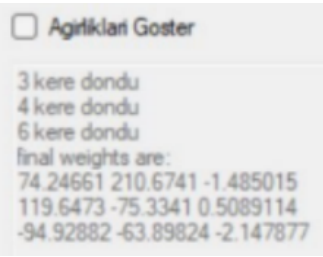 Agirliklari Goster
3 kere dondu
4 kere dondu
6 kere dondu
final weights are:
74.24661 210.6741 -1.485015
119.6473 -75.3341 0.5089114
-94.92882 -63.89824 -2.147877